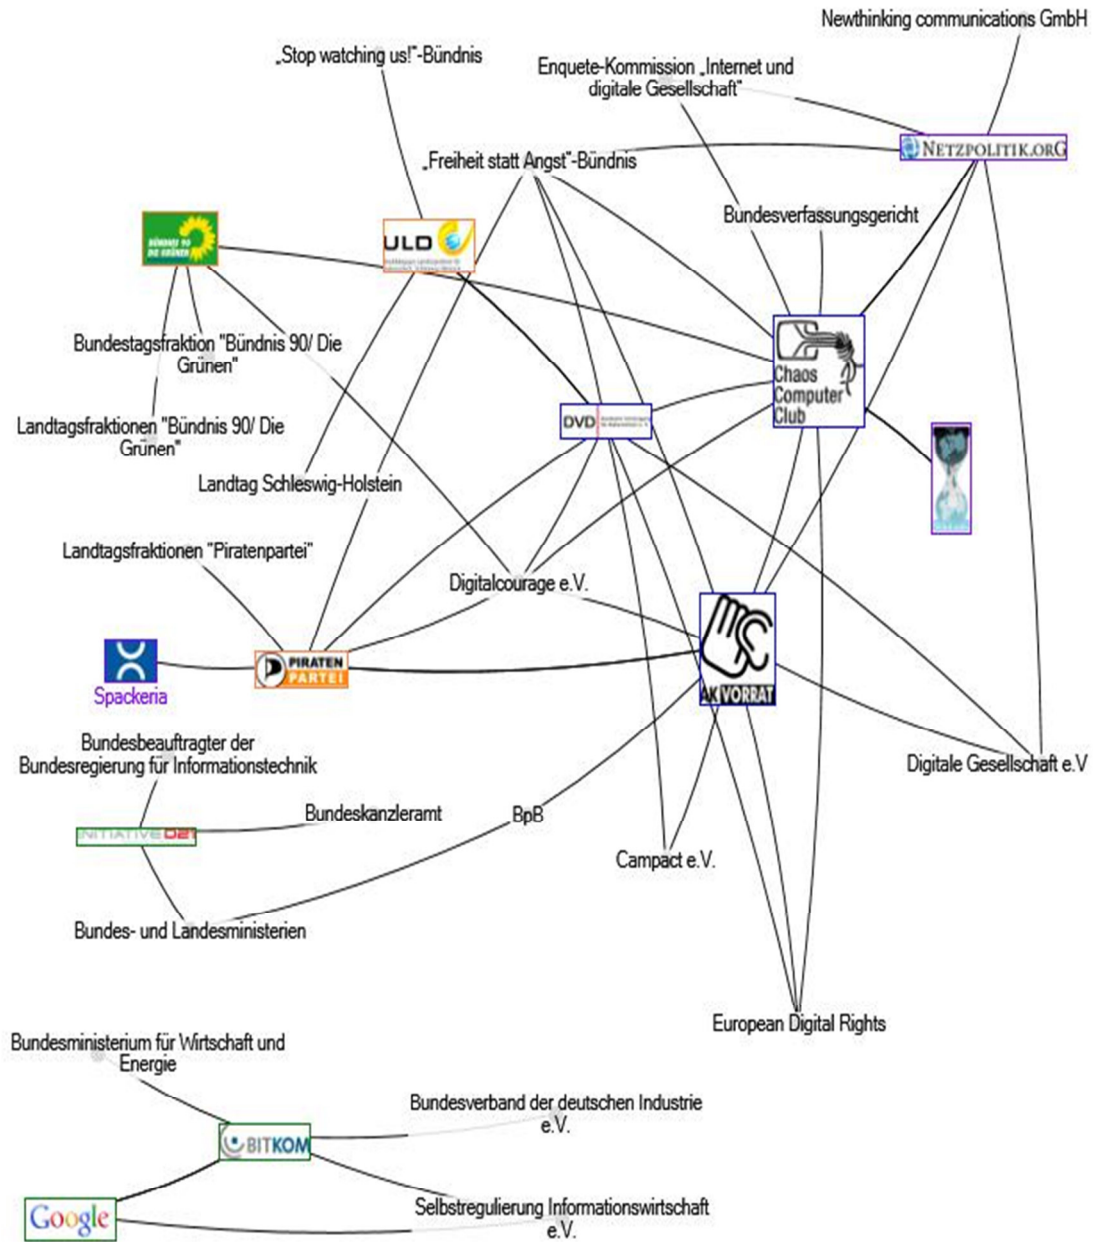 Newthinking communications GmbH
„Stop watching us!"-Bündnis
Enquete-Kommission „Internet und
digitale Gesellschaft"
NETZPOLITIK.ORG
„Freiheit statt Angst"-Bündnis
Bundesverfassungsgericht
BÜNDNIS 90
DIE GRÜNEN
ULD
Bundestagsfraktion "Bündnis 90/ Die
Grünen"
Chaos
Computer
Club
DVD
Landtagsfraktionen "Bündnis 90/ Die
Grünen"
Landtag Schleswig-Holstein
Landtagsfraktionen "Piratenpartei"
Digitalcourage e.V.
PIRATEN
PARTEI
Spackeria
AK VORRAT
Bundesbeauftragter der
Bundesregierung für Informationstechnik
Digitale Gesellschaft e.V
Bundeskanzleramt
BpB
INITIATIVE D21
Campact e.V.
Bundes- und Landesministerien
European Digital Rights
Bundesministerium für Wirtschaft und
Energie
Bundesverband der deutschen Industrie
e.V.
BITKOM
Selbstregulierung Informationswirtschaft
e.V.
Google